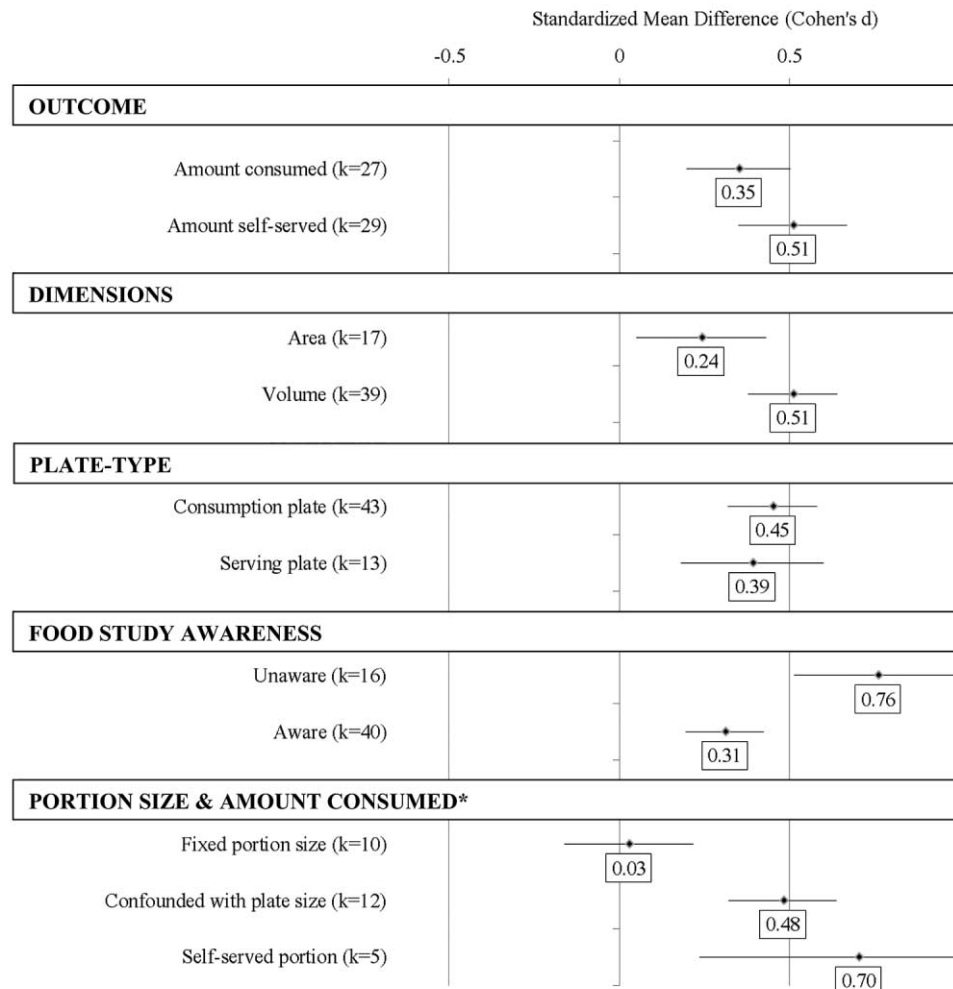 Standardized Mean Difference (Cohen's d)
-0.5 0 0.5
OUTCOME
Amount consumed (k=27)
0.35
Amount self-served (k=29)
0.51
DIMENSIONS
Area (k=17)
0.24
Volume (k=39)
0.51
PLATE-TYPE
Consumption plate (k=43)
0.45
Serving plate (k=13)
0.39
FOOD STUDY AWARENESS
Unaware (k=16)
0.76
Aware (k=40)
0.31
PORTION SIZE & AMOUNT CONSUMED*
Fixed portion size (k=10)
0.03
Confounded with plate size (k=12)
0.48
Self-served portion (k=5)
0.70